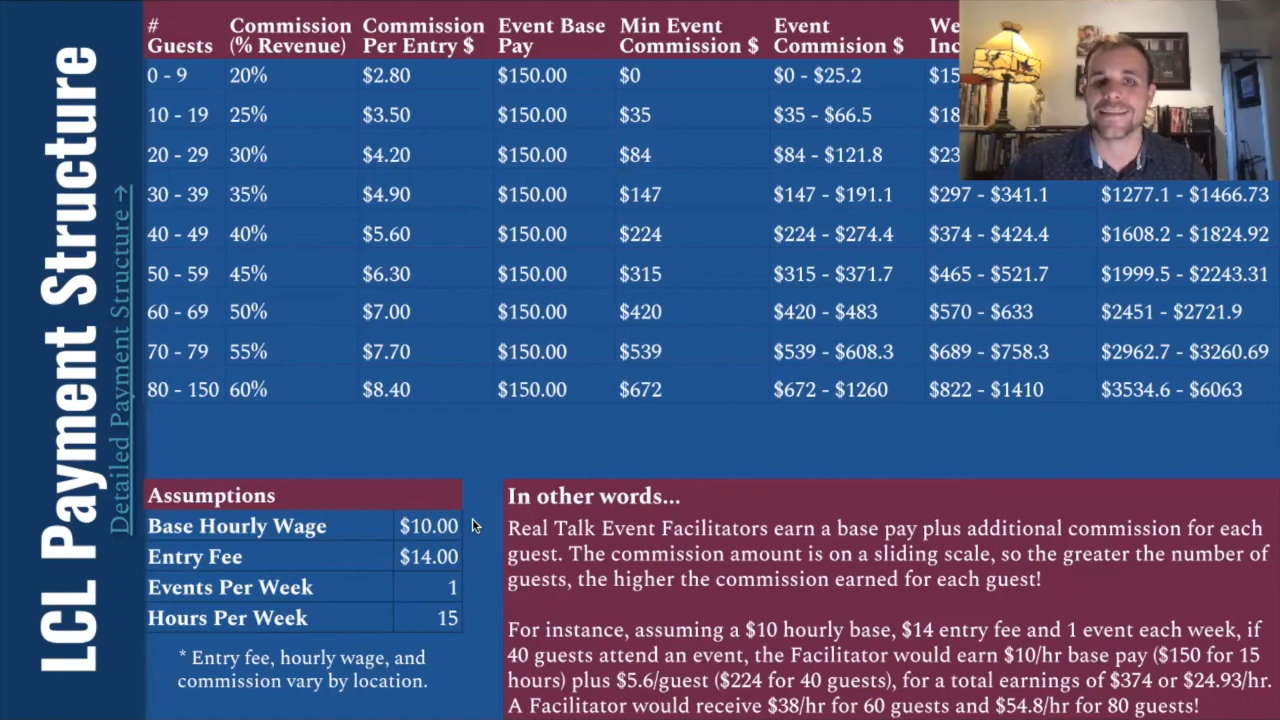 LCL Payment Structure
Detailed Payment Structure →
# Guests Commission (% Revenue) Commission Per Entry $ Event Base Pay Min Event Commission $ Event Commision $
0 - 9 20% $2.80 $150.00 $0 $0 - $25.2
10 - 19 25% $3.50 $150.00 $35 $35 - $66.5
20 - 29 30% $4.20 $150.00 $84 $84 - $121.8
30 - 39 35% $4.90 $150.00 $147 $147 - $191.1 $297 - $341.1 $1277.1 - $1466.73
40 - 49 40% $5.60 $150.00 $224 $224 - $274.4 $374 - $424.4 $1608.2 - $1824.92
50 - 59 45% $6.30 $150.00 $315 $315 - $371.7 $465 - $521.7 $1999.5 - $2243.31
60 - 69 50% $7.00 $150.00 $420 $420 - $483 $570 - $633 $2451 - $2721.9
70 - 79 55% $7.70 $150.00 $539 $539 - $608.3 $689 - $758.3 $2962.7 - $3260.69
80 - 150 60% $8.40 $150.00 $672 $672 - $1260 $822 - $1410 $3534.6 - $6063
Assumptions
Base Hourly Wage $10.00
Entry Fee $14.00
Events Per Week 1
Hours Per Week 15
* Entry fee, hourly wage, and
commission vary by location.
In other words...
Real Talk Event Facilitators earn a base pay plus additional commission for each
guest. The commission amount is on a sliding scale, so the greater the number of
guests, the higher the commission earned for each guest!
For instance, assuming a $10 hourly base, $14 entry fee and 1 event each week, if
40 guests attend an event, the Facilitator would earn $10/hr base pay ($150 for 15
hours) plus $5.6/guest ($224 for 40 guests), for a total earnings of $374 or $24.93/hr.
A Facilitator would receive $38/hr for 60 guests and $54.8/hr for 80 guests!